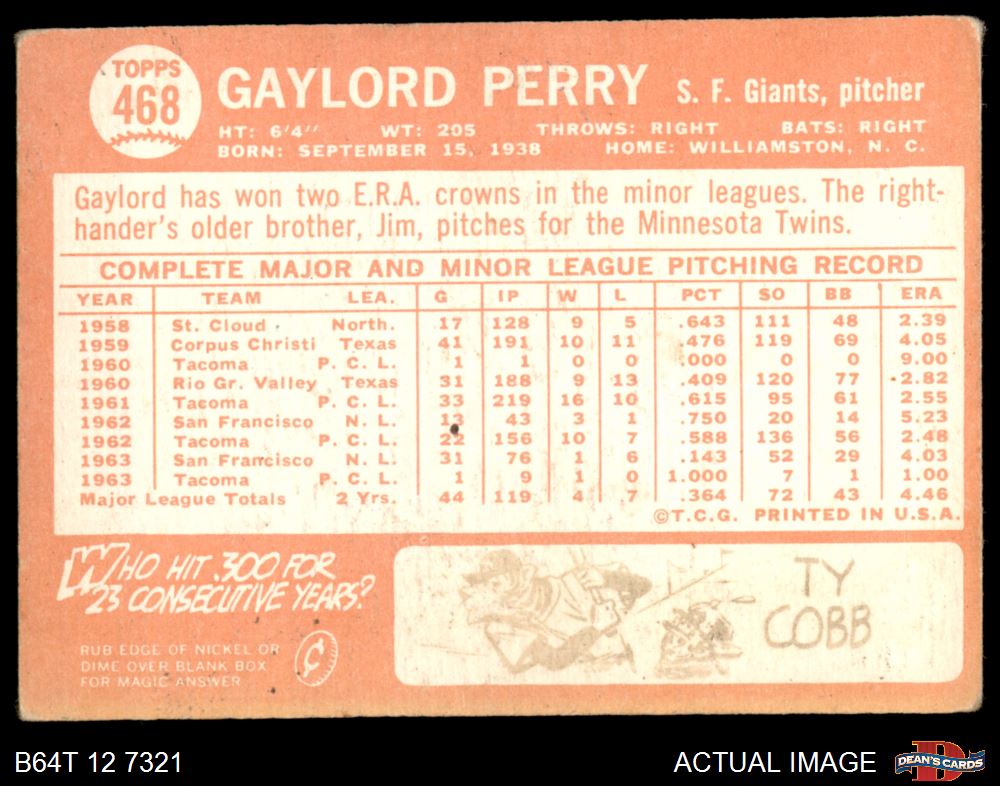 TOPPS
468
GAYLORD PERRY S. F. Giants, pitcher
HT: 6'4" WT: 205 THROWS: RIGHT BATS: RIGHT
BORN: SEPTEMBER 15, 1938 HOME: WILLIAMSTON, N. C.
Gaylord has won two E.R.A. crowns in the minor leagues. The right-
hander's older brother, Jim, pitches for the Minnesota Twins.
COMPLETE MAJOR AND MINOR LEAGUE PITCHING RECORD
YEAR TEAM LEA. G IP W L PCT SO BB ERA
1958 St. Cloud North. 17 128 9 5 .643 111 48 2.39
1959 Corpus Christi Texas 41 191 10 11 .476 119 69 4.05
1960 Tacoma P. C. L. 1 1 0 0 .000 0 0 9.00
1960 Rio Gr. Valley Texas 31 188 9 13 .409 120 77 2.82
1961 Tacoma P. C. L. 33 219 16 10 .615 95 61 2.55
1962 San Francisco N. L. 13 43 3 1 .750 20 14 5.23
1962 Tacoma P. C. L. 22 156 10 7 .588 136 56 2.48
1963 San Francisco N. L. 31 76 1 6 .143 52 29 4.03
1963 Tacoma P. C. L. 1 9 1 0 1.000 7 1 1.00
Major League Totals 2 Yrs. 44 119 4 7 .364 72 43 4.46
©T.C.G. PRINTED IN U.S.A.
WHO HIT .300 FOR
23 CONSECUTIVE YEARS?
RUB EDGE OF NICKEL OR
DIME OVER BLANK BOX
FOR MAGIC ANSWER
¢
TY
COBB
B64T 12 7321
ACTUAL IMAGE
D
DEAN'S CARDS